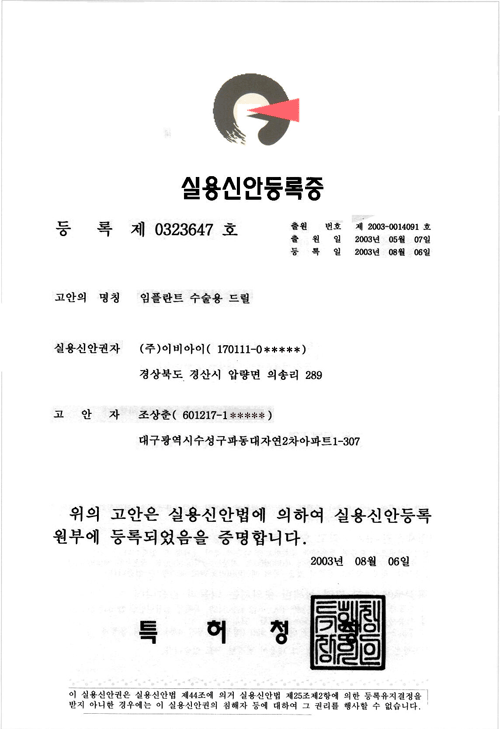 실용신안등록증
등 록 제 0323647 호
출원 번호 제 2003-0014091 호
출 원 일 2003년 05월 07일
등 록 일 2003년 08월 06일
고안의 명칭 임플란트 수술용 드릴
실용신안권자 (주)이비아이( 170111-0*****)
경상북도 경산시 압량면 의송리 289
고 안 자 조상춘( 601217-1*****)
대구광역시수성구파동대자연2차아파트1-307
위의 고안은 실용신안법에 의하여 실용신안등록
원부에 등록되었음을 증명합니다.
2003년 08월 06일
특 허 청 장
이 실용신안권은 실용신안법 제44조에 의거 실용신안법 제25조제2항에 의한 등록유지결정을
받지 아니한 경우에는 이 실용신안권의 침해자 등에 대하여 그 권리를 행사할 수 없습니다.